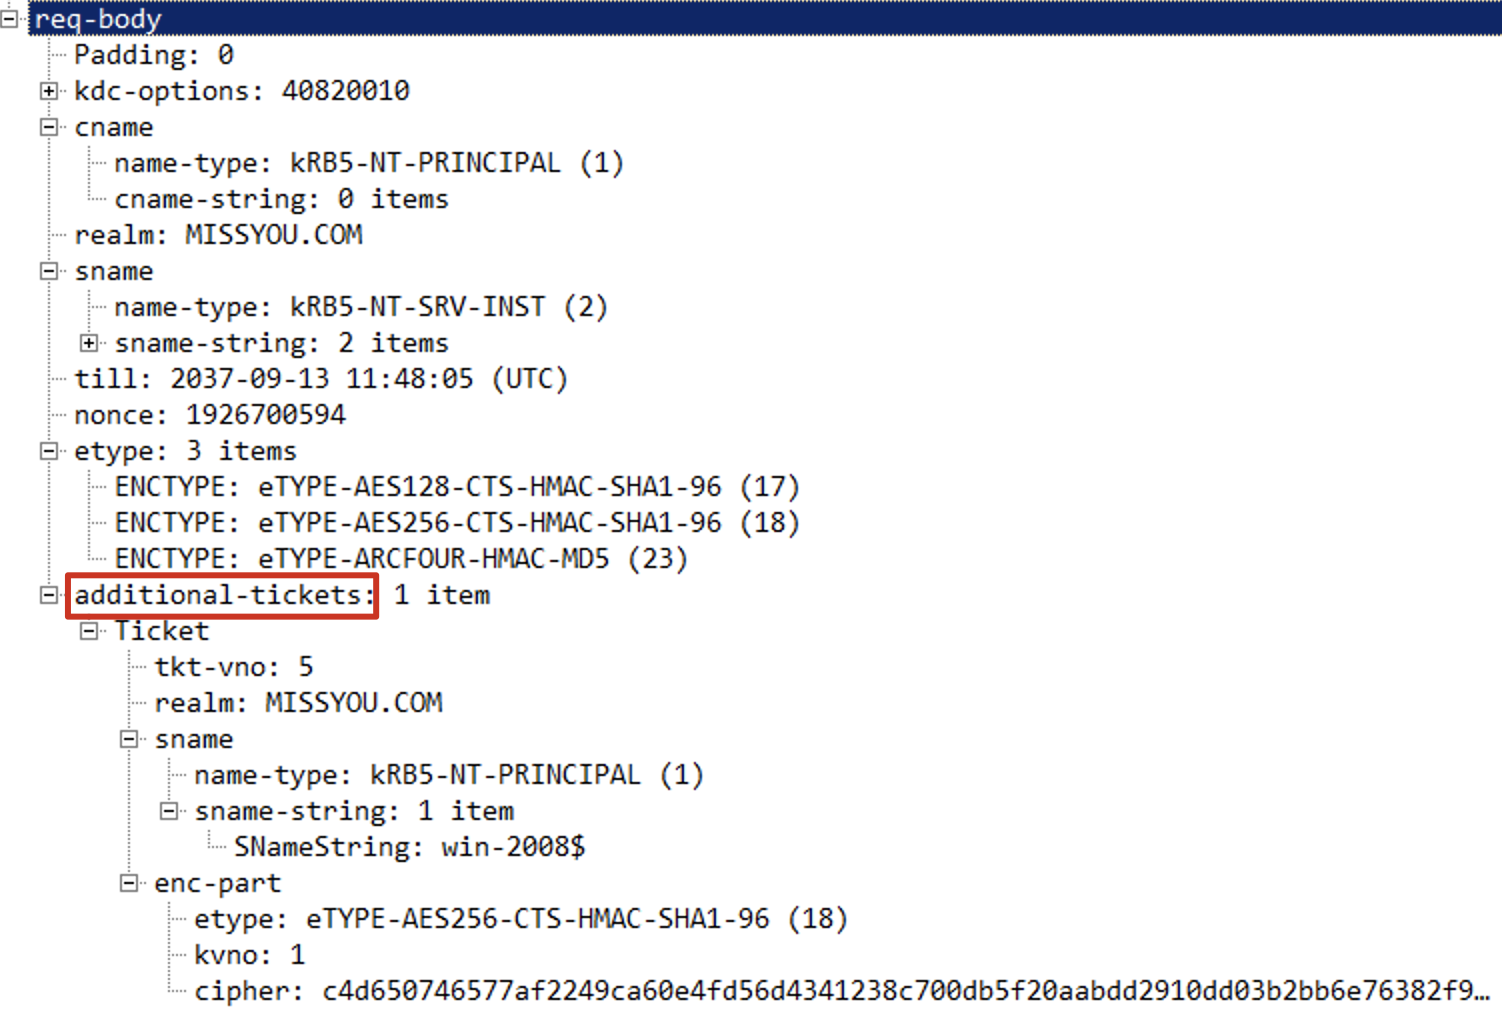 req-body
Padding: 0
kdc-options: 40820010
cname
name-type: kRB5-NT-PRINCIPAL (1)
cname-string: 0 items
realm: MISSYOU.COM
sname
name-type: kRB5-NT-SRV-INST (2)
sname-string: 2 items
till: 2037-09-13 11:48:05 (UTC)
nonce: 1926700594
etype: 3 items
ENCTYPE: eTYPE-AES128-CTS-HMAC-SHA1-96 (17)
ENCTYPE: eTYPE-AES256-CTS-HMAC-SHA1-96 (18)
ENCTYPE: eTYPE-ARCFOUR-HMAC-MD5 (23)
additional-tickets: 1 item
Ticket
tkt-vno: 5
realm: MISSYOU.COM
sname
name-type: kRB5-NT-PRINCIPAL (1)
sname-string: 1 item
SNameString: win-2008$
enc-part
etype: eTYPE-AES256-CTS-HMAC-SHA1-96 (18)
kvno: 1
cipher: c4d650746577af2249ca60e4fd56d4341238c700db5f20aabdd2910dd03b2bb6e76382f9…